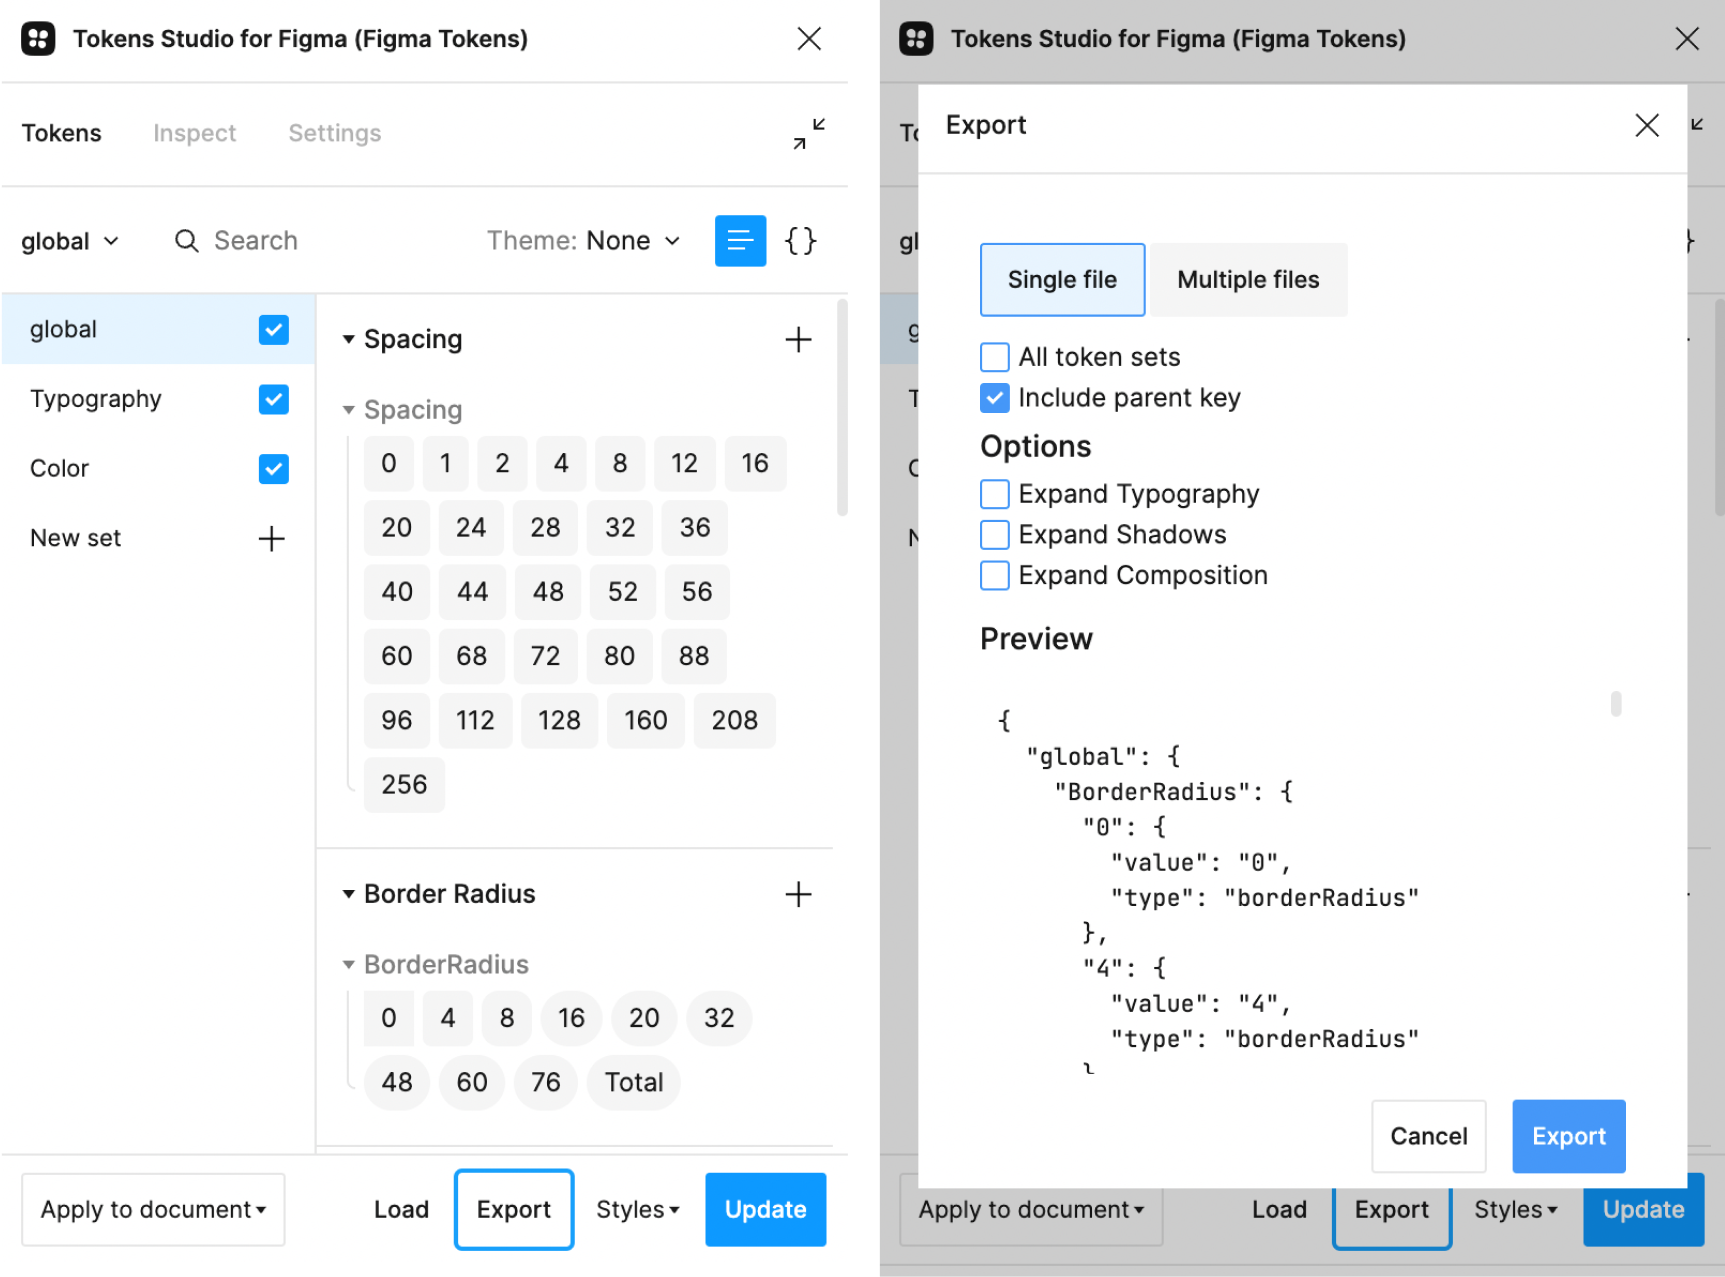 Tokens Studio for Figma (Figma Tokens)
Tokens Inspect Settings
global Search Theme: None {}
global
Typography
Color
New set
Spacing
Spacing
0 1 2 4 8 12 16
20 24 28 32 36
40 44 48 52 56
60 68 72 80 88
96 112 128 160 208
256
Border Radius
BorderRadius
0 4 8 16 20 32
48 60 76 Total
Apply to document Load Export Styles Update
Tokens Studio for Figma (Figma Tokens)
Export
Single file Multiple files
All token sets
Include parent key
Options
Expand Typography
Expand Shadows
Expand Composition
Preview
{
"global": {
"BorderRadius": {
"0": {
"value": "0",
"type": "borderRadius"
},
"4": {
"value": "4",
"type": "borderRadius"
}
Cancel Export
Apply to document Load Export Styles Update